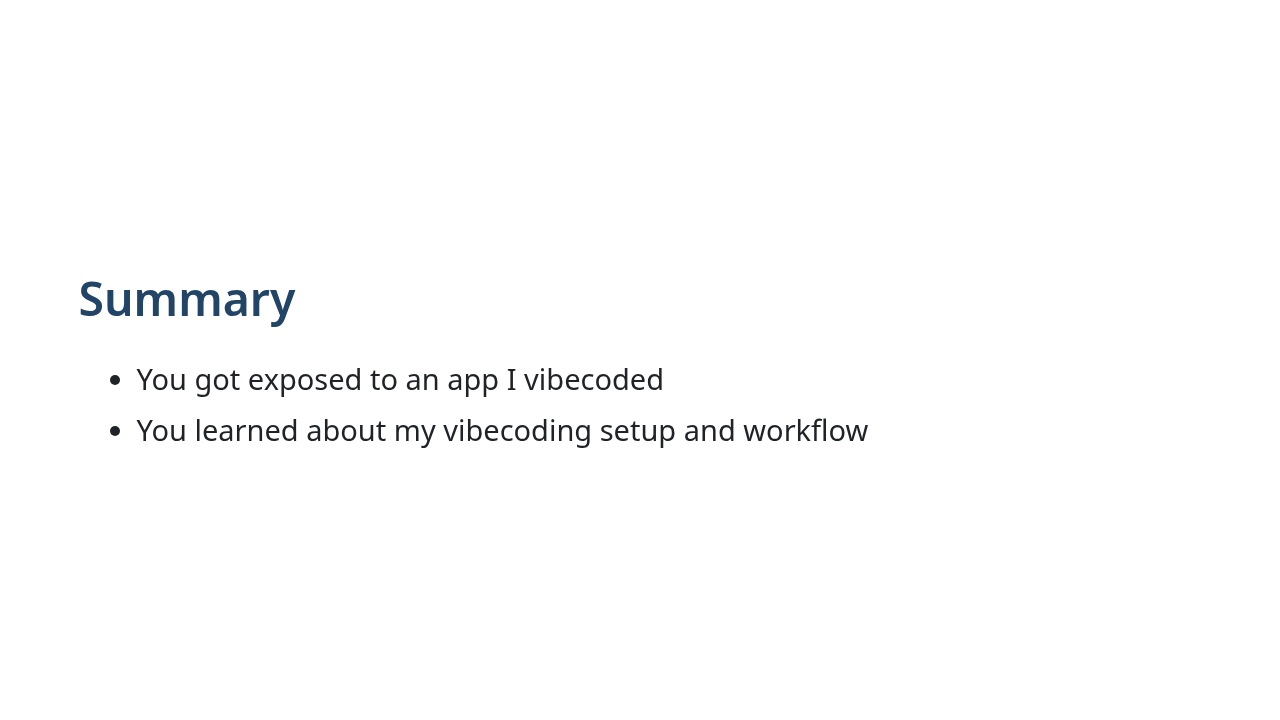 Summary
• You got exposed to an app I vibecoded
• You learned about my vibecoding setup and workflow